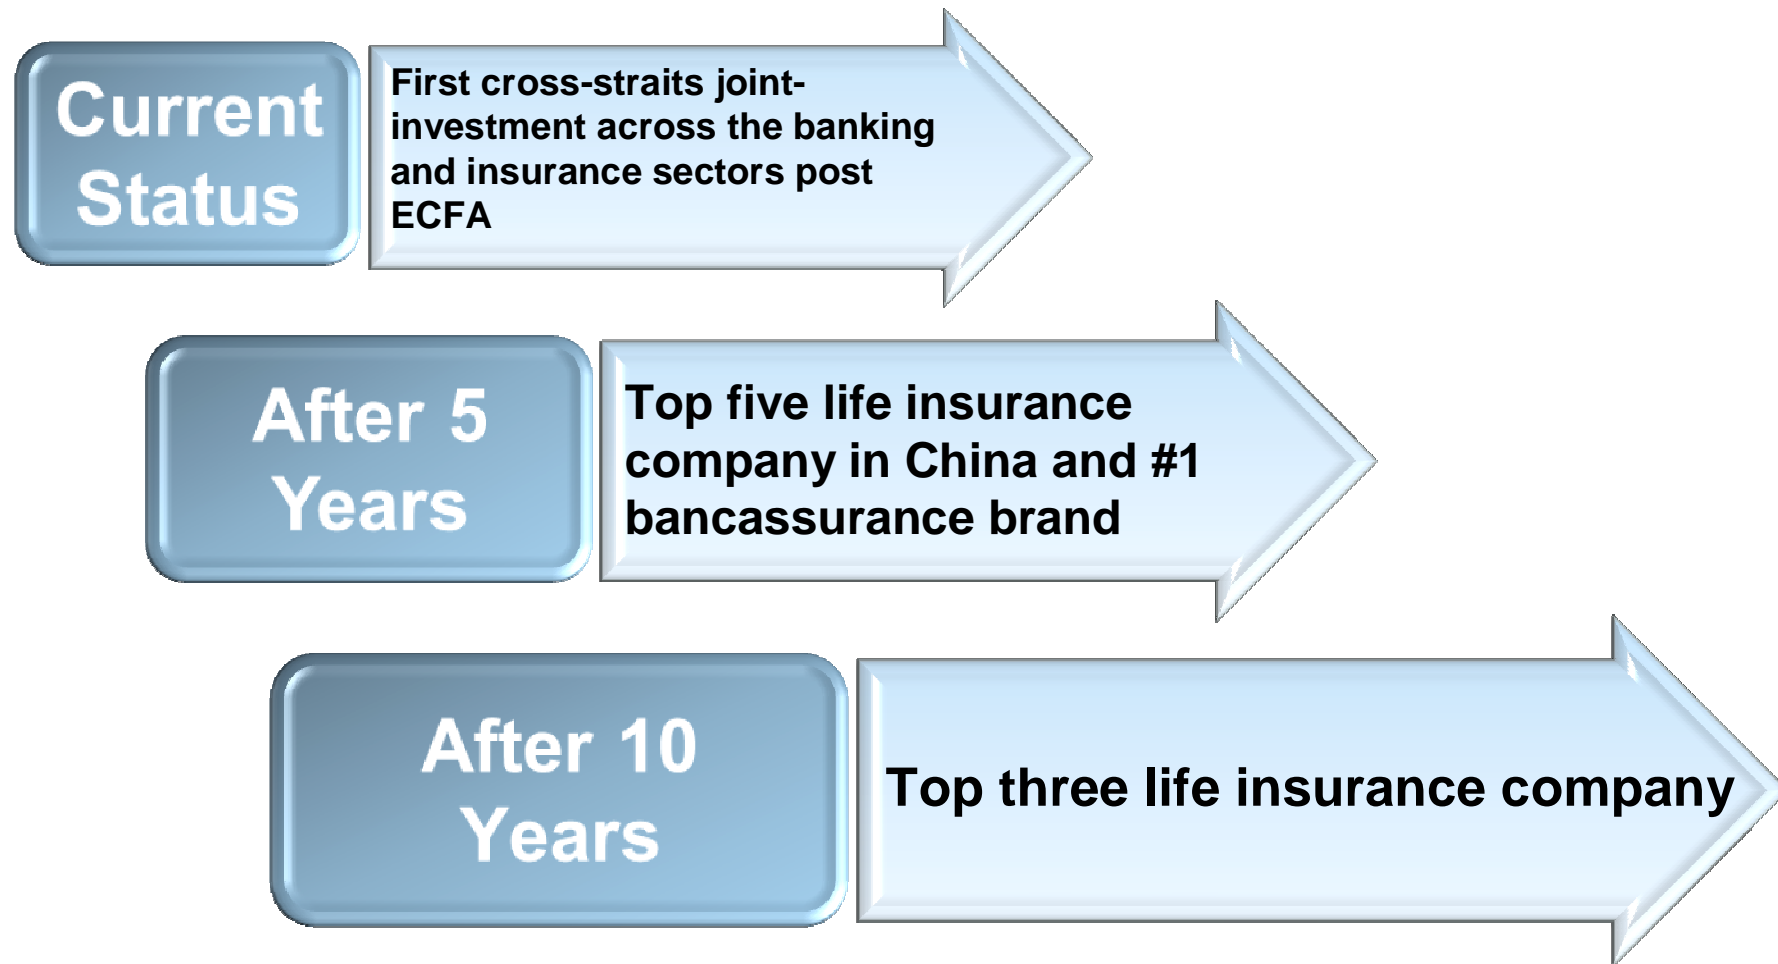 Current
Status
First cross-straits joint-
investment across the banking
and insurance sectors post
ECFA
After 5
Years
Top five life insurance
company in China and #1
bancassurance brand
After 10
Years
Top three life insurance company